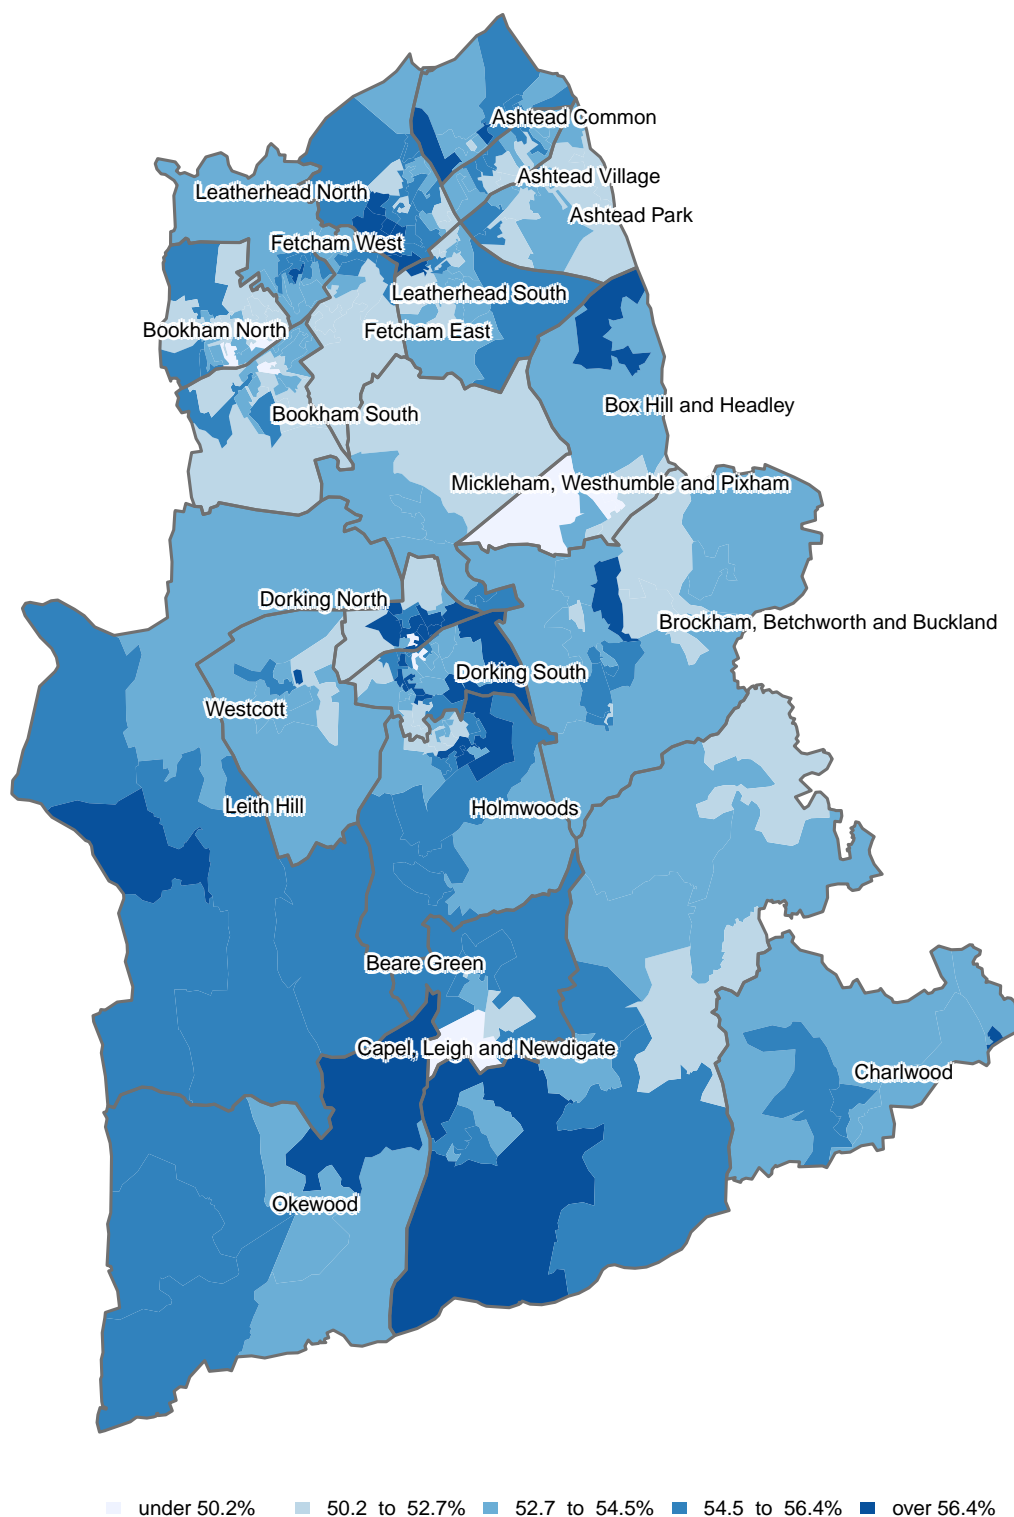 Ashtead Common
Ashtead Village
Leatherhead North
Ashtead Park
Fetcham West
Leatherhead South
Bookham North
Fetcham East
Box Hill and Headley
Bookham South
Mickleham, Westhumble and Pixham
Dorking North
Brockham, Betchworth and Buckland
Dorking South
Westcott
Leith Hill
Holmwoods
Beare Green
Capel, Leigh and Newdigate
Charlwood
Okewood
under 50.2% 50.2 to 52.7% 52.7 to 54.5% 54.5 to 56.4% over 56.4%